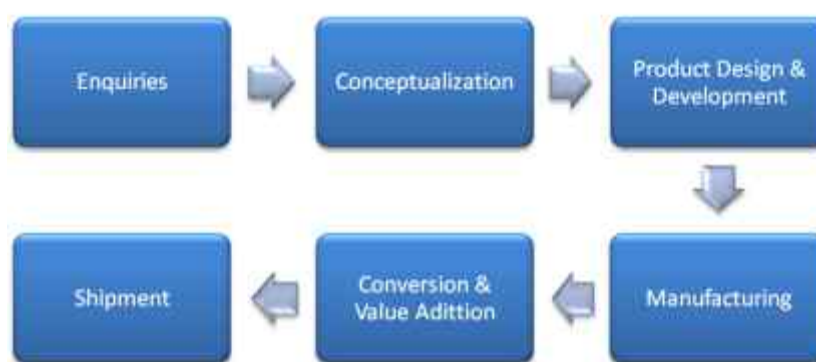 Enquiries
Conceptualization
Product Design &
Development
Manufacturing
Conversion &
Value Adittion
Shipment